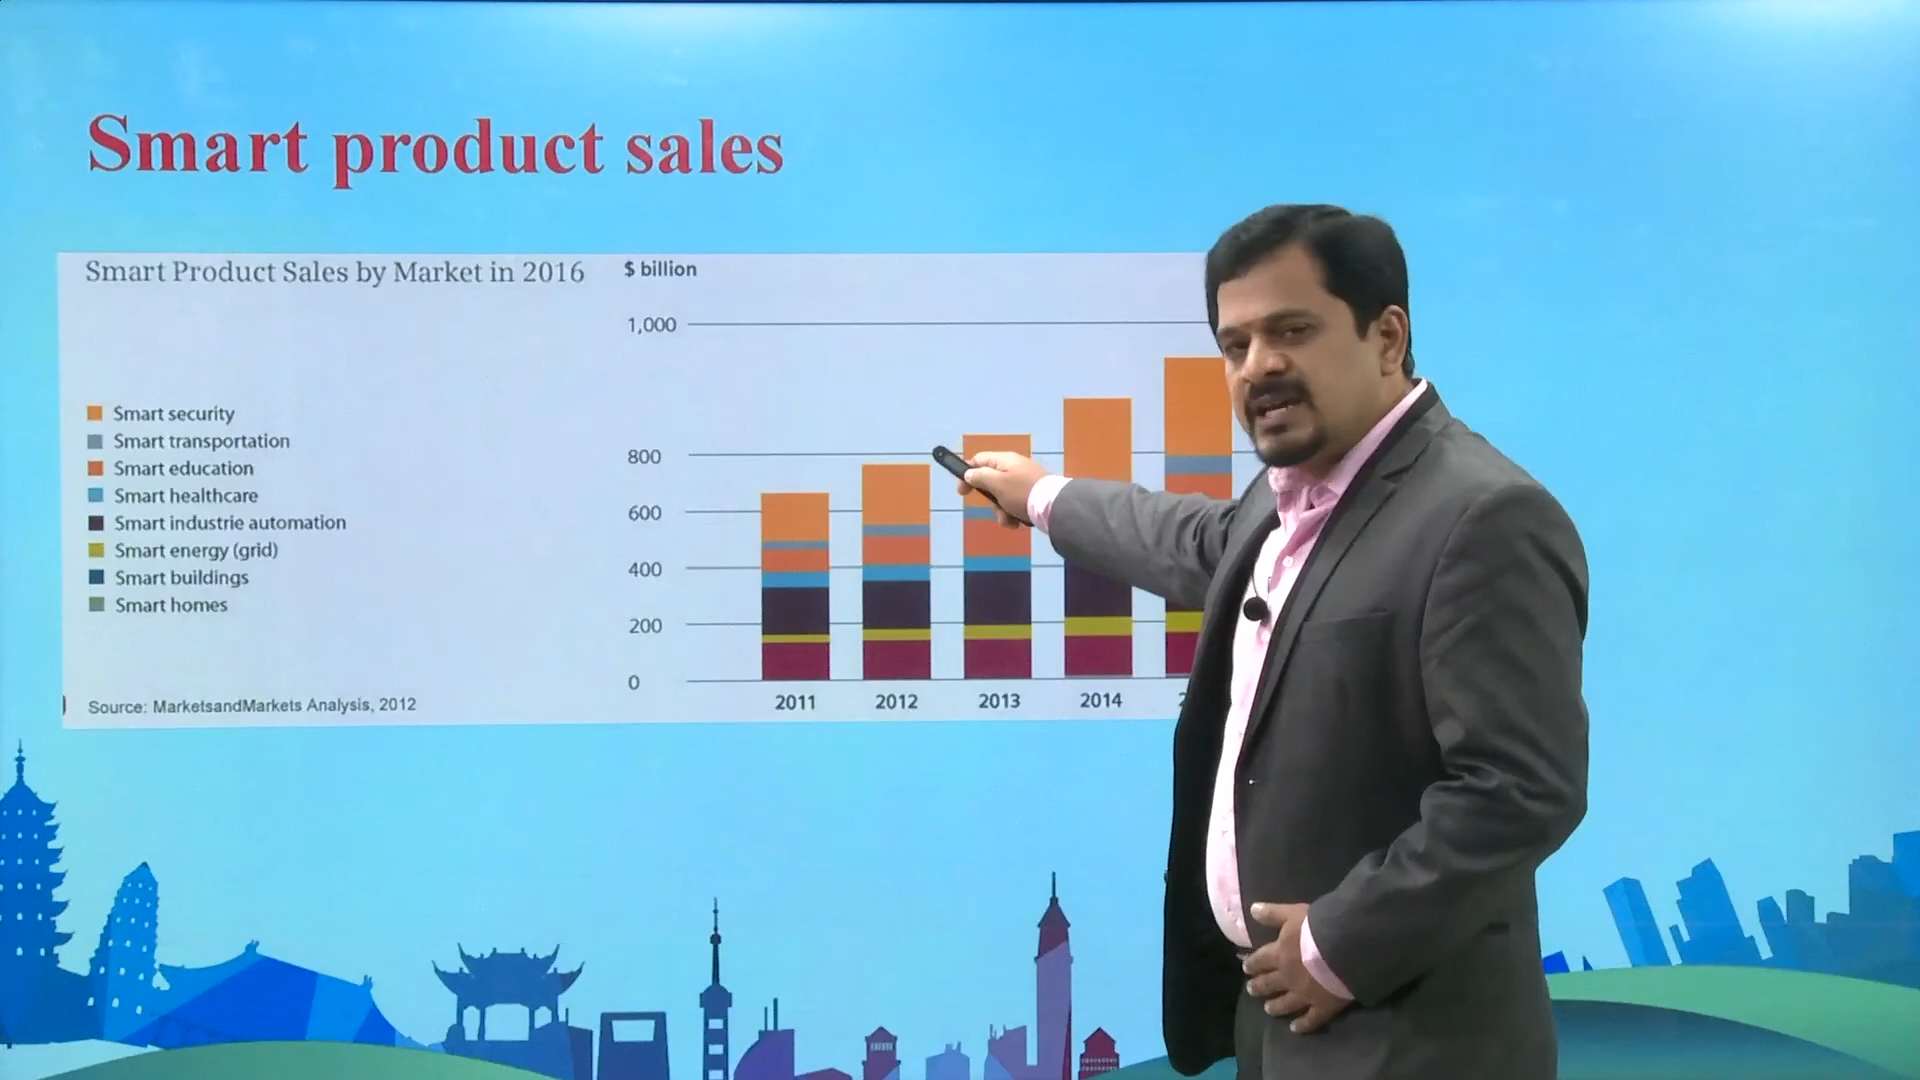 Smart product sales
Smart Product Sales by Market in 2016
$ billion
1,000
800
600
400
200
0
Smart security
Smart transportation
Smart education
Smart healthcare
Smart industrie automation
Smart energy (grid)
Smart buildings
Smart homes
2011 2012 2013 2014
Source: MarketsandMarkets Analysis, 2012